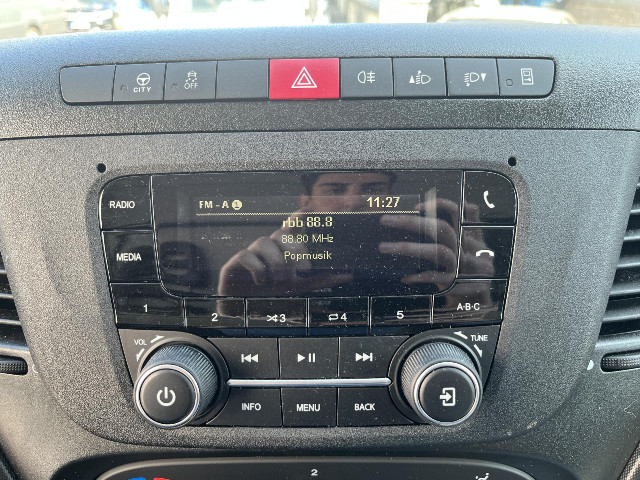 CITY
OFF
RADIO
FM - A
11:27
rbb 88.8
88.80 MHz
Popmusik
MEDIA
1
2
3
4
5
A·B·C
VOL
TUNE
INFO
MENU
BACK
2